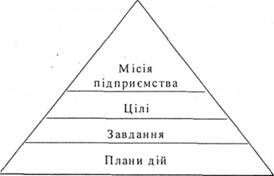 Місія
підприємства
Цілі
Завдання
Плани дій